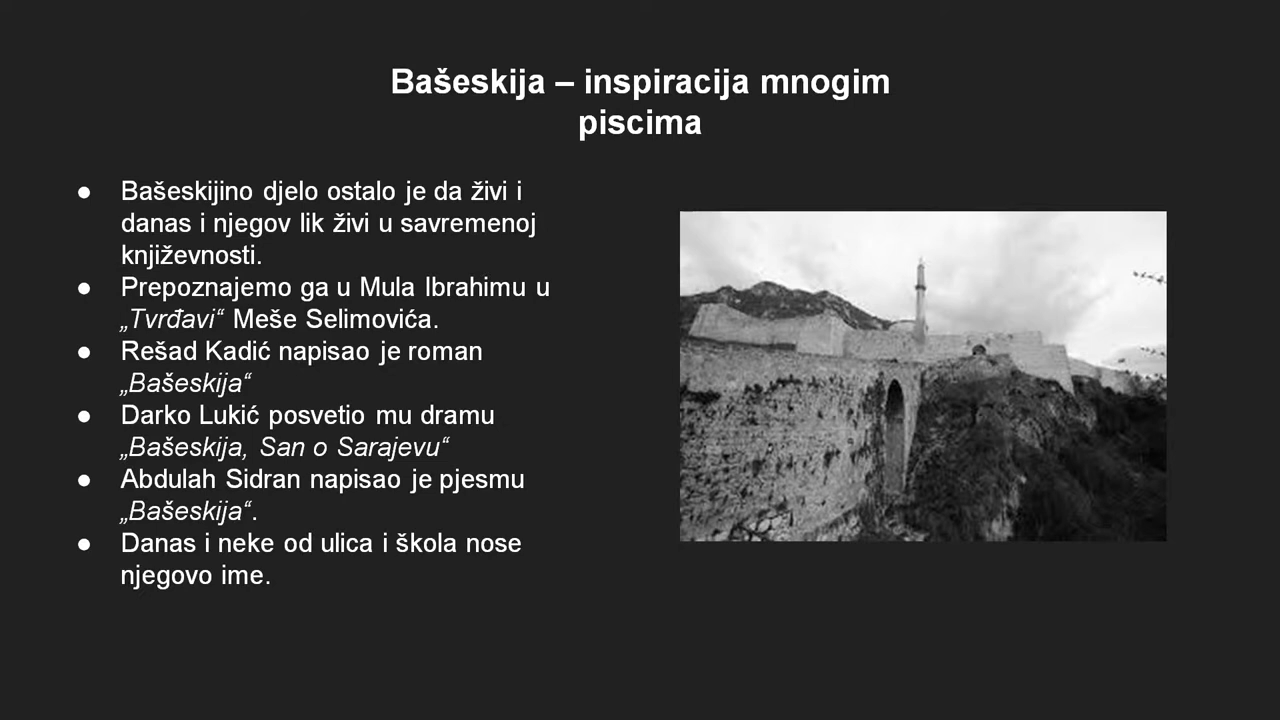 Bašeskija – inspiracija mnogim
piscima
● Bašeskijino djelo ostalo je da živi i
danas i njegov lik živi u savremenoj
književnosti.
● Prepoznajemo ga u Mula Ibrahimu u
„Tvrđavi“ Meše Selimovića.
● Rešad Kadić napisao je roman
„Bašeskija“
● Darko Lukić posvetio mu dramu
„Bašeskija, San o Sarajevu“
● Abdulah Sidran napisao je pjesmu
„Bašeskija“.
● Danas i neke od ulica i škola nose
njegovo ime.